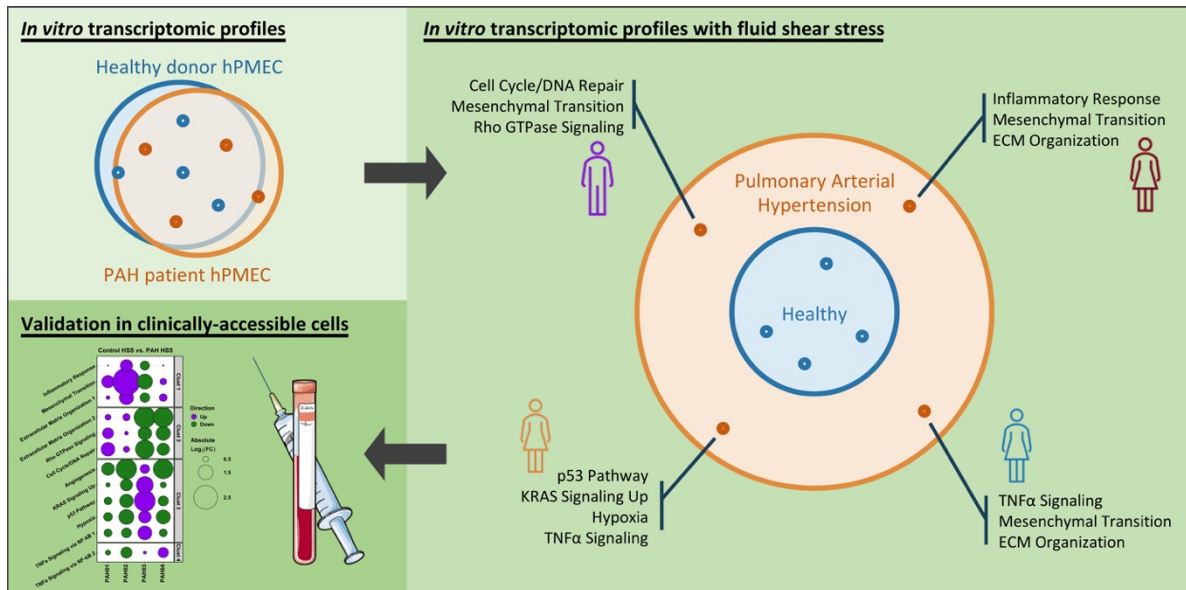 In vitro transcriptomic profiles
Healthy donor hPMEC
PAH patient hPMEC
In vitro transcriptomic profiles with fluid shear stress
Cell Cycle/DNA Repair
Mesenchymal Transition
Rho GTPase Signaling
Inflammatory Response
Mesenchymal Transition
ECM Organization
Pulmonary Arterial
Hypertension
Healthy
p53 Pathway
KRAS Signaling Up
Hypoxia
TNFα Signaling
TNFα Signaling
Mesenchymal Transition
ECM Organization
Validation in clinically-accessible cells
Control HSS vs. PAH HSS
Inflammatory Response
Mesenchymal Transition
Extracellular Matrix Organization 1
Extracellular Matrix Organization 2
Rho GTPase Signaling
Cell Cycle/DNA Repair
Angiogenesis
KRAS Signaling Up
p53 Pathway
Hypoxia
TNFa Signaling via NF-kB 1
TNFa Signaling via NF-kB 2
Clust 1
Clust 2
Clust 3
Clust 4
PAH01
PAH02
PAH03
PAH04
Direction
Up
Down
Absolute
Log₂(FC)
0.5
1.5
2.5